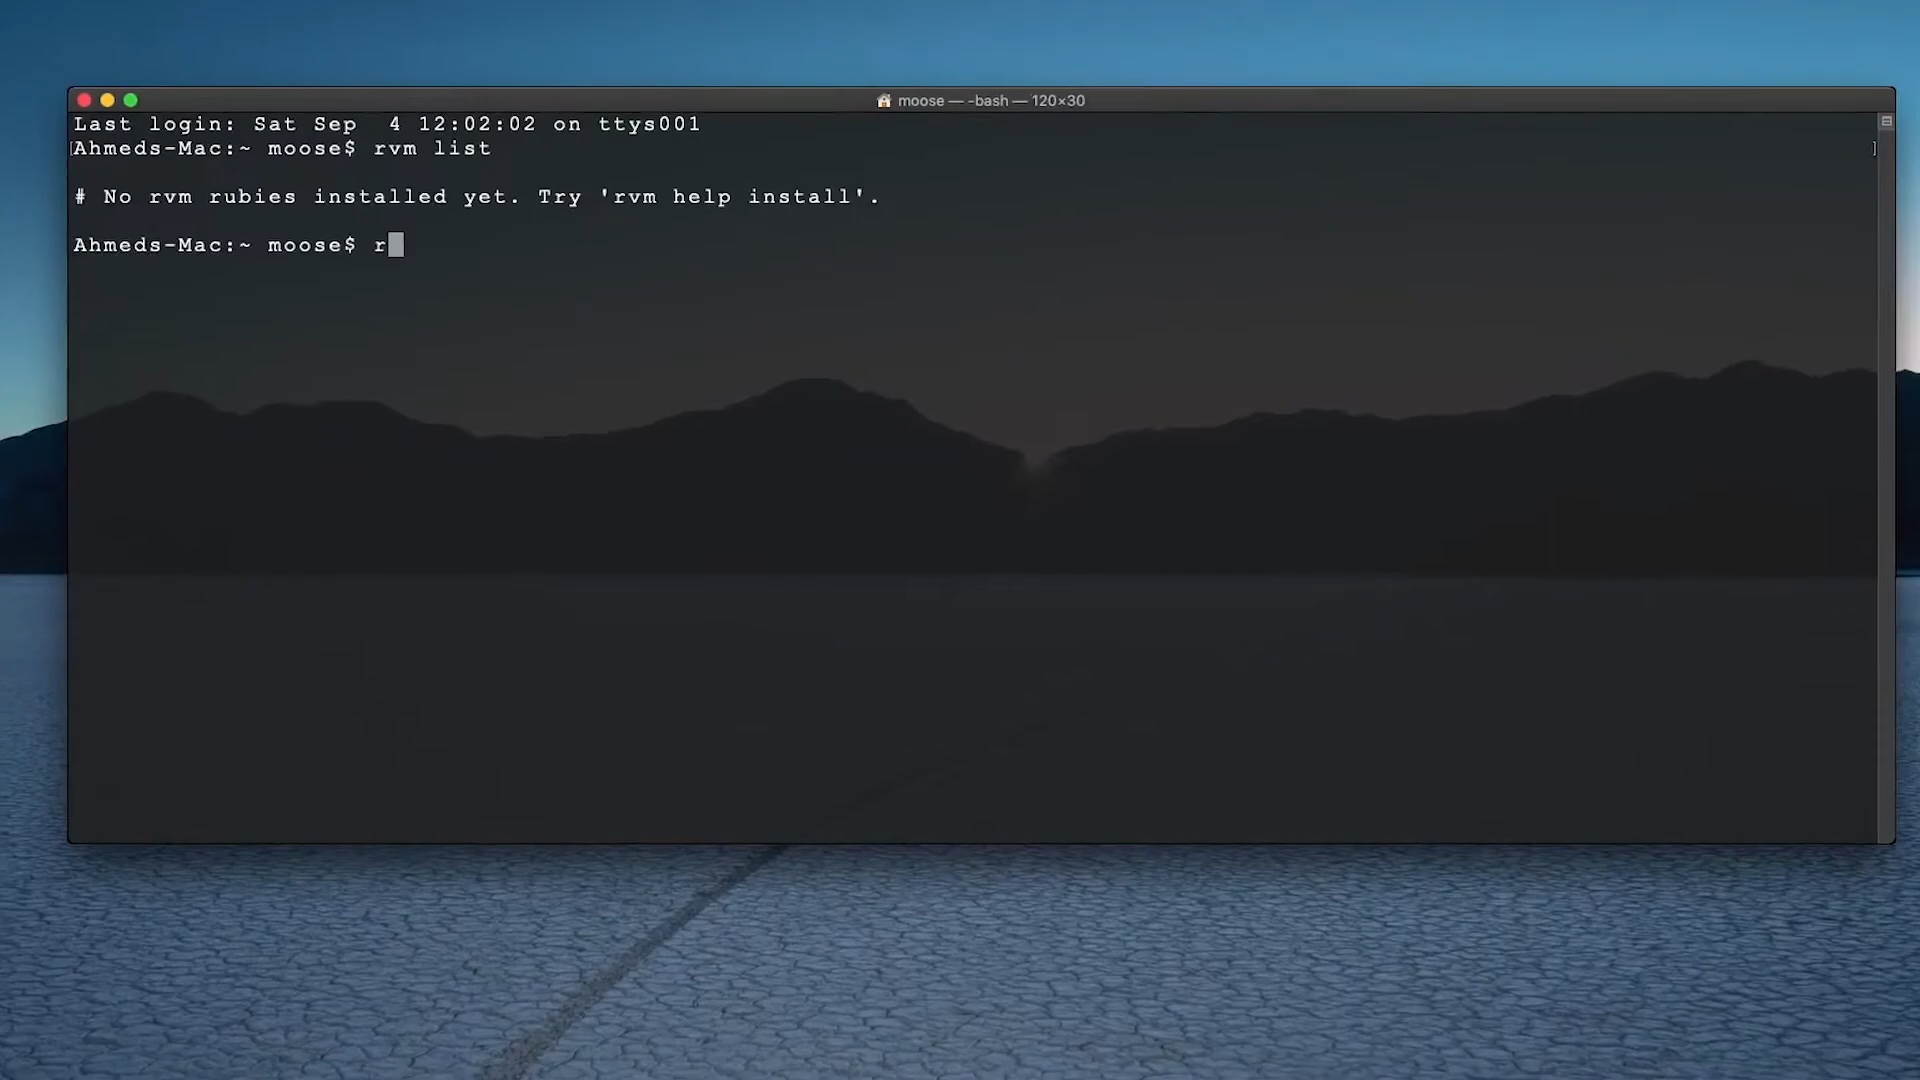 moose — -bash — 120×30
Last login: Sat Sep  4 12:02:02 on ttys001
[Ahmeds-Mac:~ moose$ rvm list ]
# No rvm rubies installed yet. Try 'rvm help install'.
Ahmeds-Mac:~ moose$ r